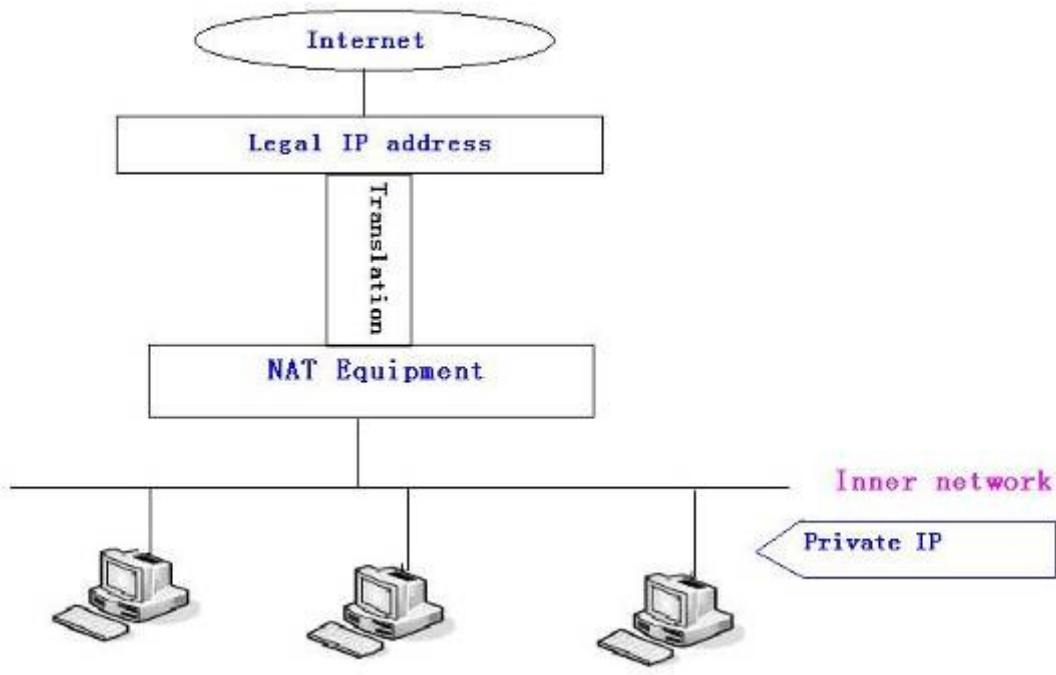 Internet
Legal IP address
Translation
NAT Equipment
Inner network
Private IP